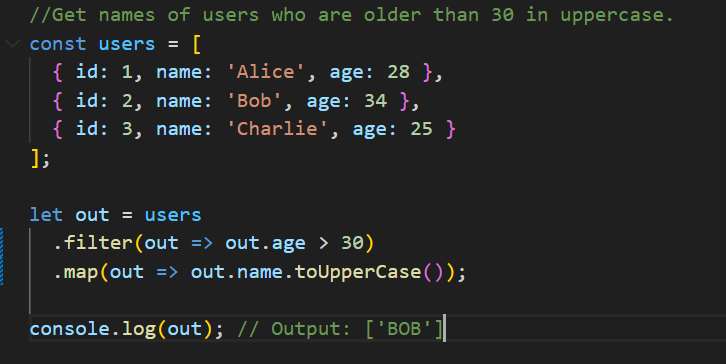 //Get names of users who are older than 30 in uppercase.
const users = [
  { id: 1, name: 'Alice', age: 28 },
  { id: 2, name: 'Bob', age: 34 },
  { id: 3, name: 'Charlie', age: 25 }
];

let out = users
  .filter(out => out.age > 30)
  .map(out => out.name.toUpperCase());

console.log(out); // Output: ['BOB']